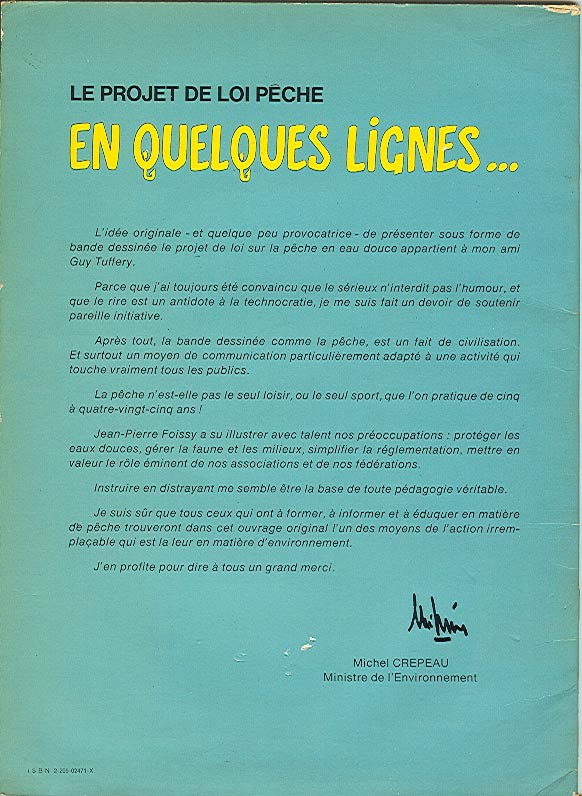 LE PROJET DE LOI PÊCHE
EN QUELQUES LIGNES...
L'idée originale - et quelque peu provocatrice - de présenter sous forme de
bande dessinée le projet de loi sur la pêche en eau douce appartient à mon ami
Guy Tuffery.
Parce que j'ai toujours été convaincu que le sérieux n'interdit pas l'humour, et
que le rire est un antidote à la technocratie, je me suis fait un devoir de soutenir
pareille initiative.
Après tout, la bande dessinée comme la pêche, est un fait de civilisation.
Et surtout un moyen de communication particulièrement adapté à une activité qui
touche vraiment tous les publics.
La pêche n'est-elle pas le seul loisir, ou le seul sport, que l'on pratique de cinq
à quatre-vingt-cinq ans !
Jean-Pierre Foissy a su illustrer avec talent nos préoccupations : protéger les
eaux douces, gérer la faune et les milieux, simplifier la réglementation, mettre en
valeur le rôle éminent de nos associations et de nos fédérations.
Instruire en distrayant me semble être la base de toute pédagogie véritable.
Je suis sûr que tous ceux qui ont à former, à informer et à éduquer en matière
de pêche trouveront dans cet ouvrage original l'un des moyens de l'action irrem-
plaçable qui est la leur en matière d'environnement.
J'en profite pour dire à tous un grand merci.
Michel CREPEAU
Ministre de l'Environnement
I S B N 2-205-02471-X